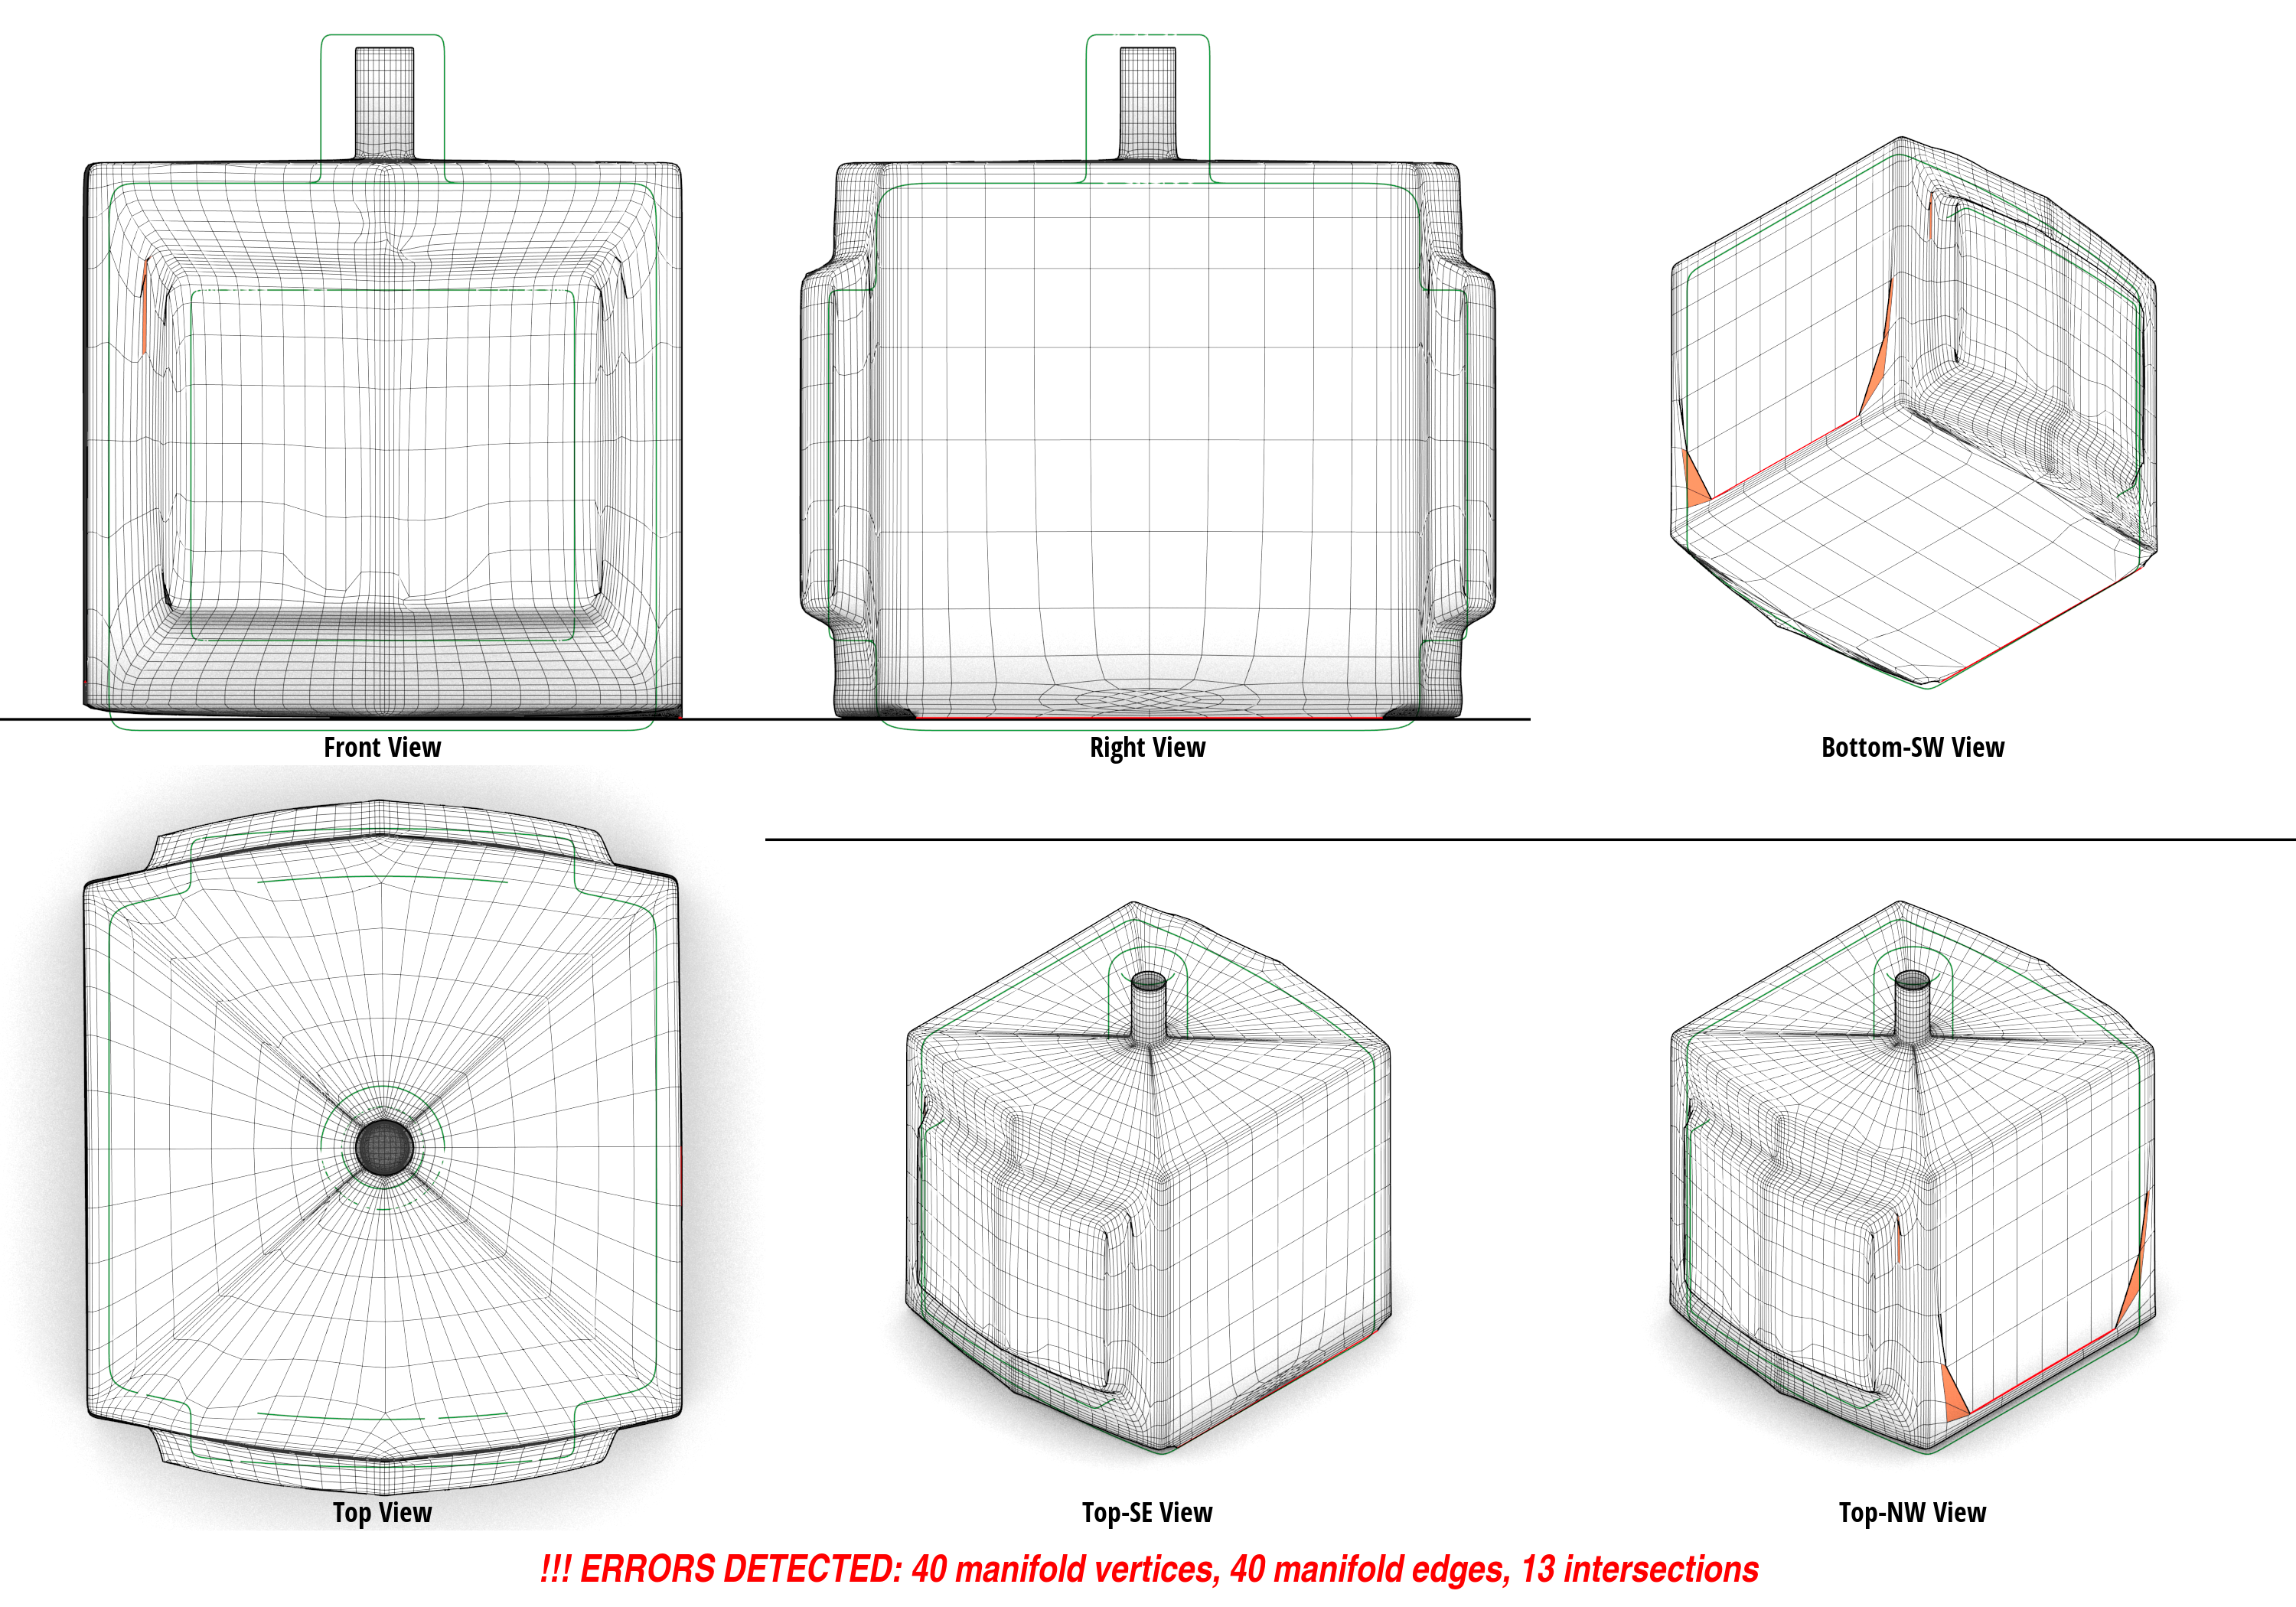 Front View
Right View
Bottom-SW View
Top View
Top-SE View
Top-NW View
!!! ERRORS DETECTED: 40 manifold vertices, 40 manifold edges, 13 intersections